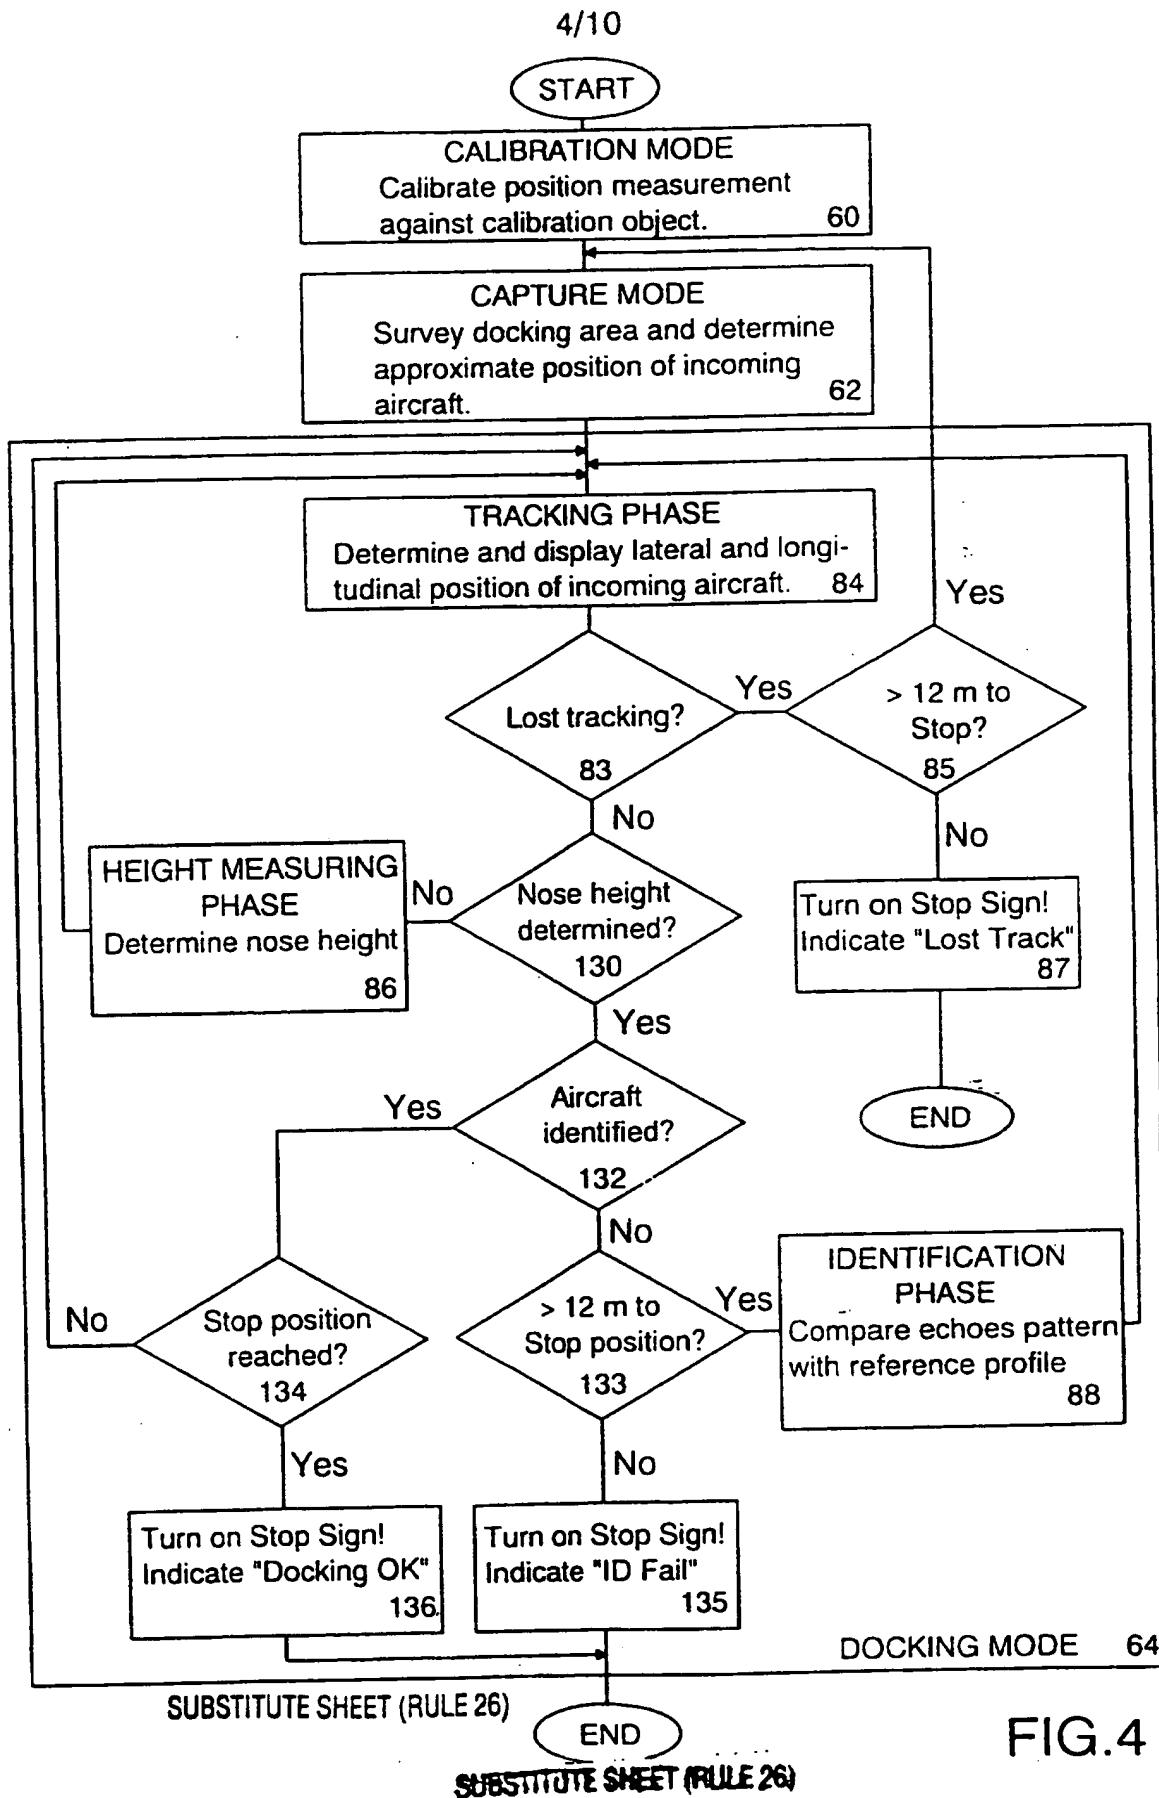 4/10
START
CALIBRATION MODE
Calibrate position measurement
against calibration object.
60
CAPTURE MODE
Survey docking area and determine
approximate position of incoming
aircraft.
62
TRACKING PHASE
Determine and display lateral and longi-
tudinal position of incoming aircraft.
84
Yes
Lost tracking?
83
Yes
> 12 m to
Stop?
85
No
No
HEIGHT MEASURING
PHASE
Determine nose height
86
No
Nose height
determined?
130
Turn on Stop Sign!
Indicate "Lost Track"
87
Yes
END
Yes
Aircraft
identified?
132
No
No
Stop position
reached?
134
> 12 m to
Stop position?
133
Yes
IDENTIFICATION
PHASE
Compare echoes pattern
with reference profile
88
Yes
No
Turn on Stop Sign!
Indicate "Docking OK"
136
Turn on Stop Sign!
Indicate "ID Fail"
135
DOCKING MODE 64
SUBSTITUTE SHEET (RULE 26)
END
FIG.4
SUBSTITUTE SHEET (RULE 26)